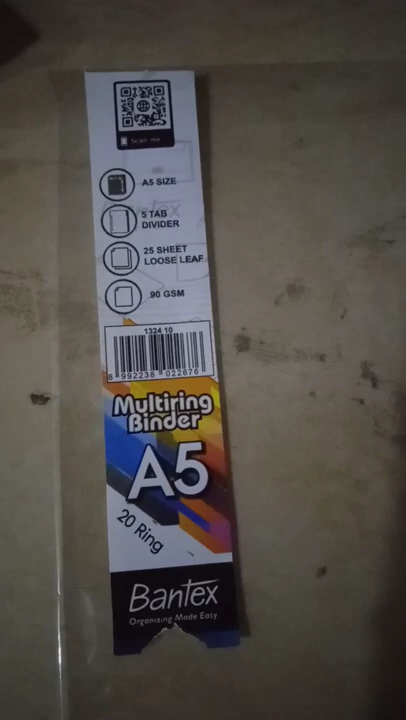 Scan me
A5 SIZE
5 TAB
DIVIDER
25 SHEET
LOOSE LEAF
90 GSM
1324 10
8 992238 022676
Multiring
Binder
A5
20 Ring
Bantex
Organizing Made Easy